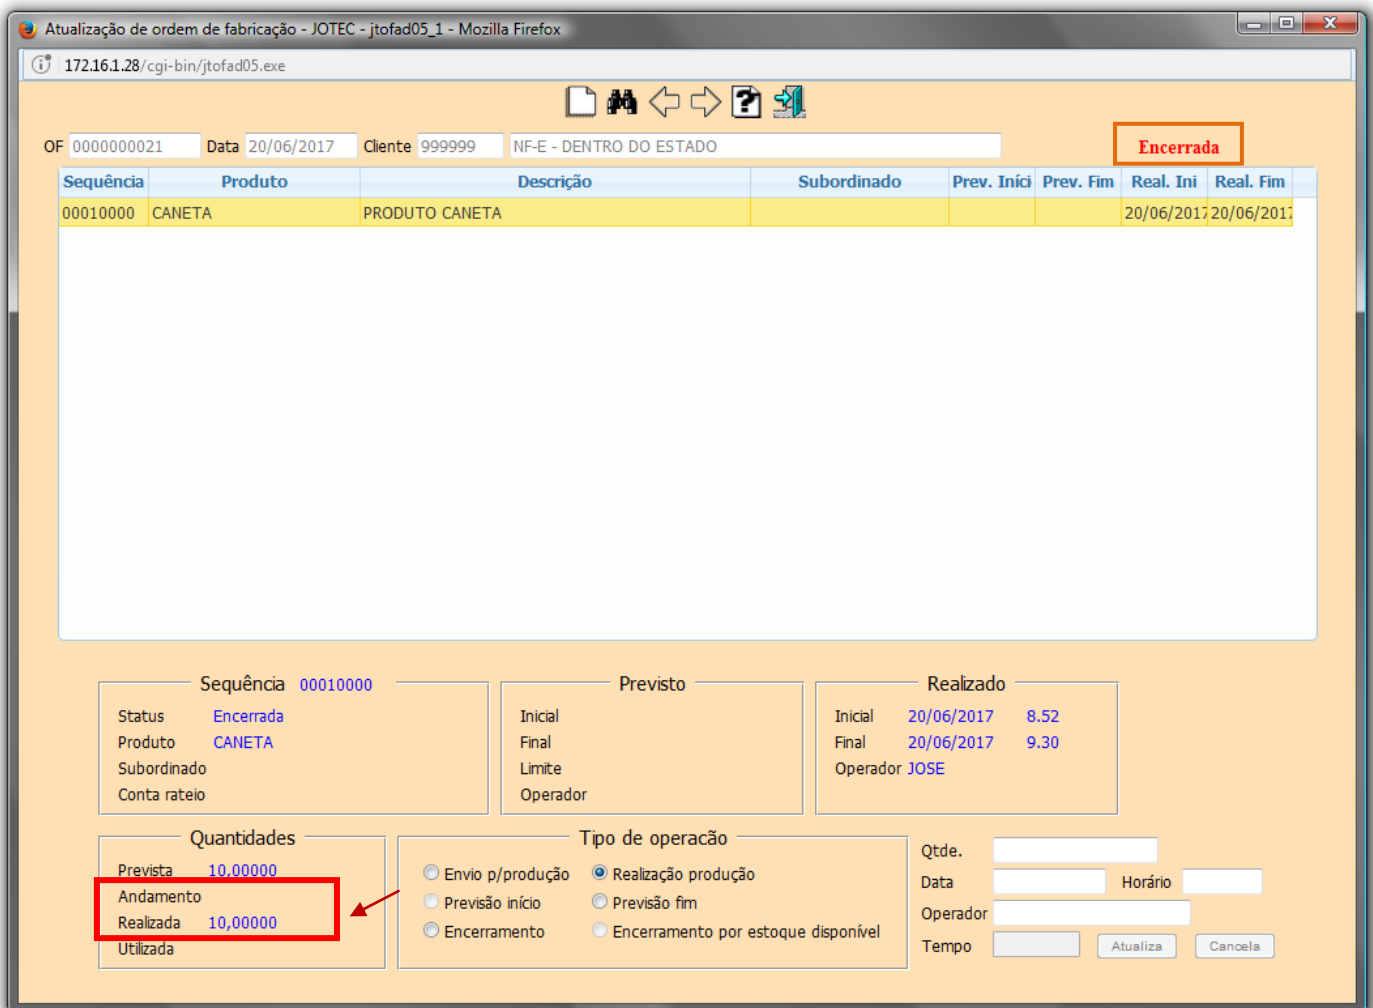 Atualização de ordem de fabricação - JOTEC - jtofad05_1 - Mozilla Firefox
172.16.1.28/cgi-bin/jtofad05.exe
OF 0000000021 Data 20/06/2017 Cliente 999999 NF-E - DENTRO DO ESTADO Encerrada
Sequência Produto Descrição Subordinado Prev. Iníci Prev. Fim Real. Ini Real. Fim
00010000 CANETA PRODUTO CANETA 20/06/2017 20/06/2017
Sequência 00010000 Previsto Realizado
Status Encerrada Inicial Inicial 20/06/2017 8.52
Produto CANETA Final Final 20/06/2017 9.30
Subordinado Limite Operador JOSE
Conta rateio Operador
Quantidades Tipo de operacão
Qtde.
Prevista 10,00000 Envio p/produção Realização produção
Data Horário
Andamento Previsão início Previsão fim
Operador
Realizada 10,00000 Encerramento Encerramento por estoque disponível
Utilizada Tempo Atualiza Cancela